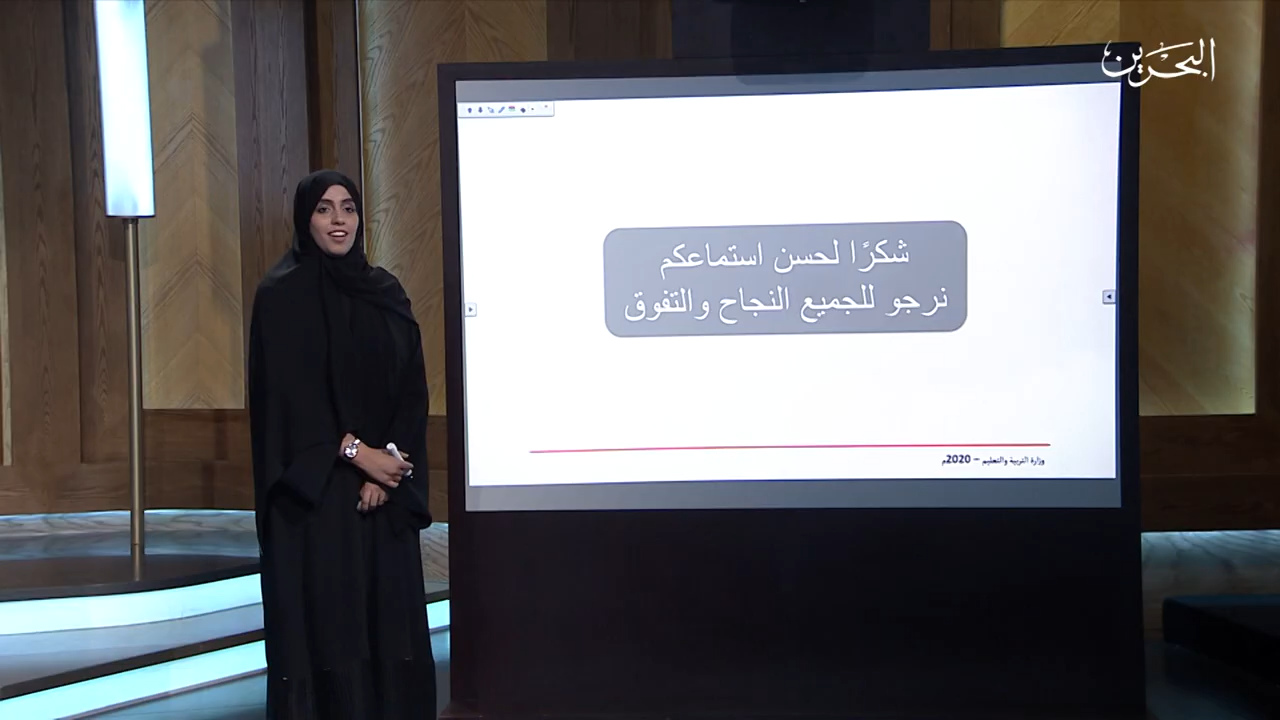 البحرين
شكرًا لحسن استماعكم
نرجو للجميع النجاح والتفوق
وزارة التربية والتعليم – 2020م